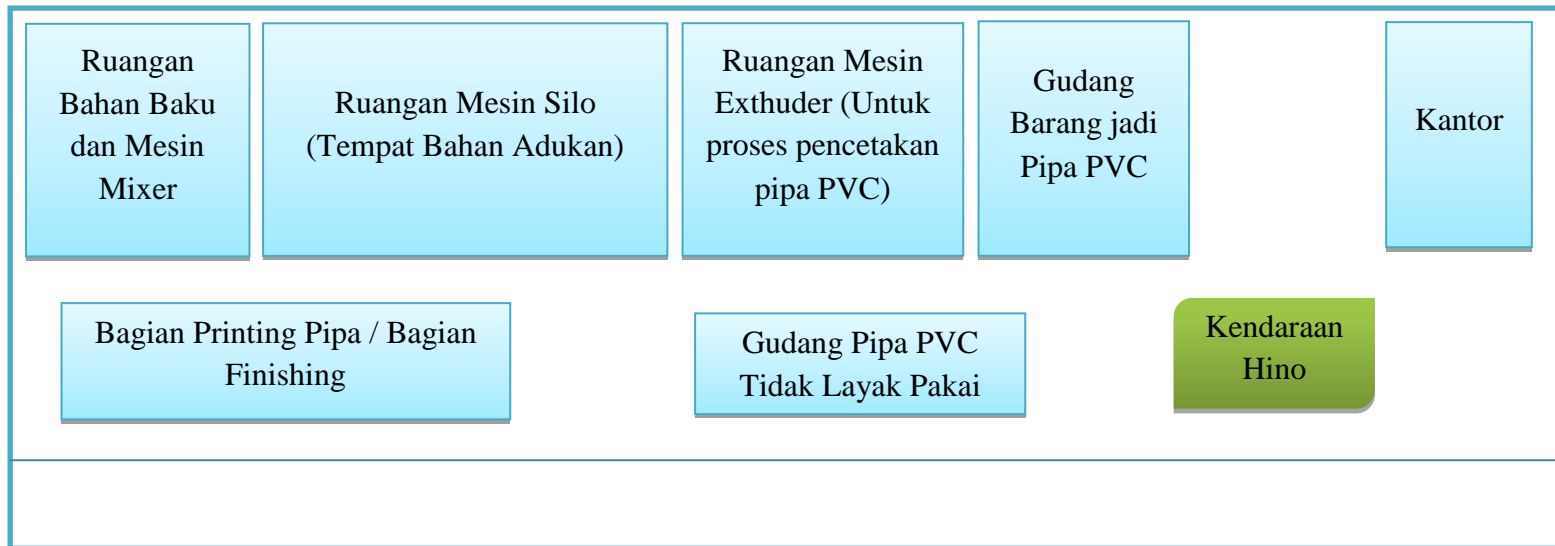 Ruangan
Bahan Baku
dan Mesin
Mixer
Ruangan Mesin Silo
(Tempat Bahan Adukan)
Ruangan Mesin
Exthuder (Untuk
proses pencetakan
pipa PVC)
Gudang
Barang jadi
Pipa PVC
Kantor
Bagian Printing Pipa / Bagian
Finishing
Gudang Pipa PVC
Tidak Layak Pakai
Kendaraan
Hino